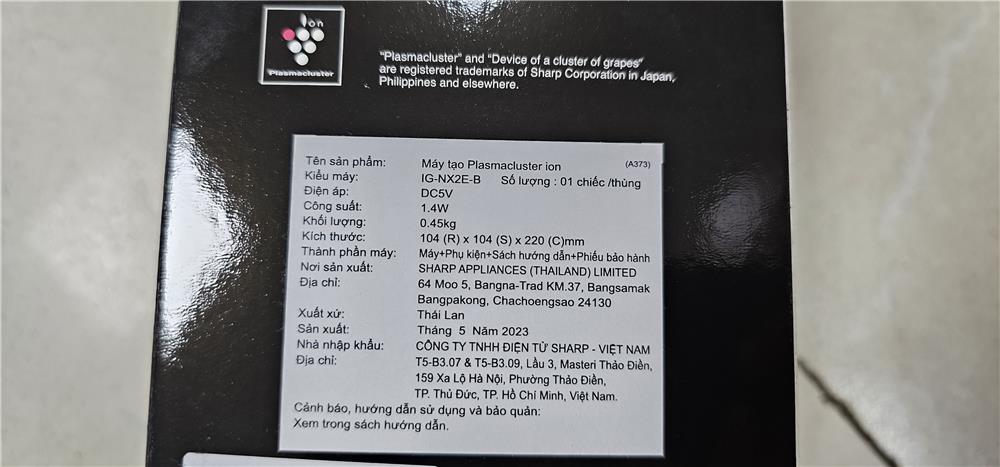 Ion
Plasmacluster
"Plasmacluster" and "Device of a cluster of grapes"
are registered trademarks of Sharp Corporation in Japan,
Philippines and elsewhere.
Tên sản phẩm: Máy tạo Plasmacluster ion (A373)
Kiểu máy: IG-NX2E-B Số lượng : 01 chiếc /thùng
Điện áp: DC5V
Công suất: 1.4W
Khối lượng: 0.45kg
Kích thước: 104 (R) x 104 (S) x 220 (C)mm
Thành phần máy: Máy+Phụ kiện+Sách hướng dẫn+Phiếu bảo hành
Nơi sản xuất: SHARP APPLIANCES (THAILAND) LIMITED
Địa chỉ: 64 Moo 5, Bangna-Trad KM.37, Bangsamak
Bangpakong, Chachoengsao 24130
Xuất xứ: Thái Lan
Sản xuất: Tháng 5 Năm 2023
Nhà nhập khẩu: CÔNG TY TNHH ĐIỆN TỬ SHARP - VIỆT NAM
Địa chỉ: T5-B3.07 & T5-B3.09, Lầu 3, Masteri Thảo Điền,
159 Xa Lộ Hà Nội, Phường Thảo Điền,
TP. Thủ Đức, TP. Hồ Chí Minh, Việt Nam.
Cảnh báo, hướng dẫn sử dụng và bảo quản:
Xem trong sách hướng dẫn.